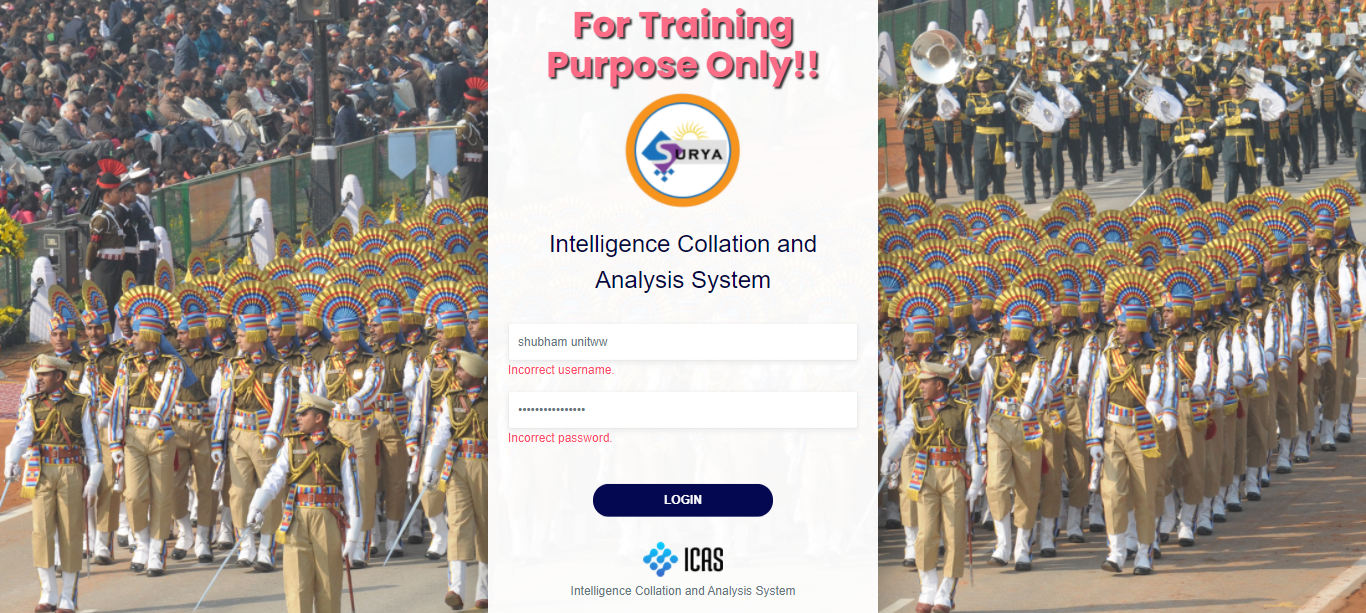 For Training
Purpose Only!!
SURYA
Intelligence Collation and
Analysis System
shubham unitww
Incorrect username.
••••••••••••••••
Incorrect password.
LOGIN
ICAS
Intelligence Collation and Analysis System